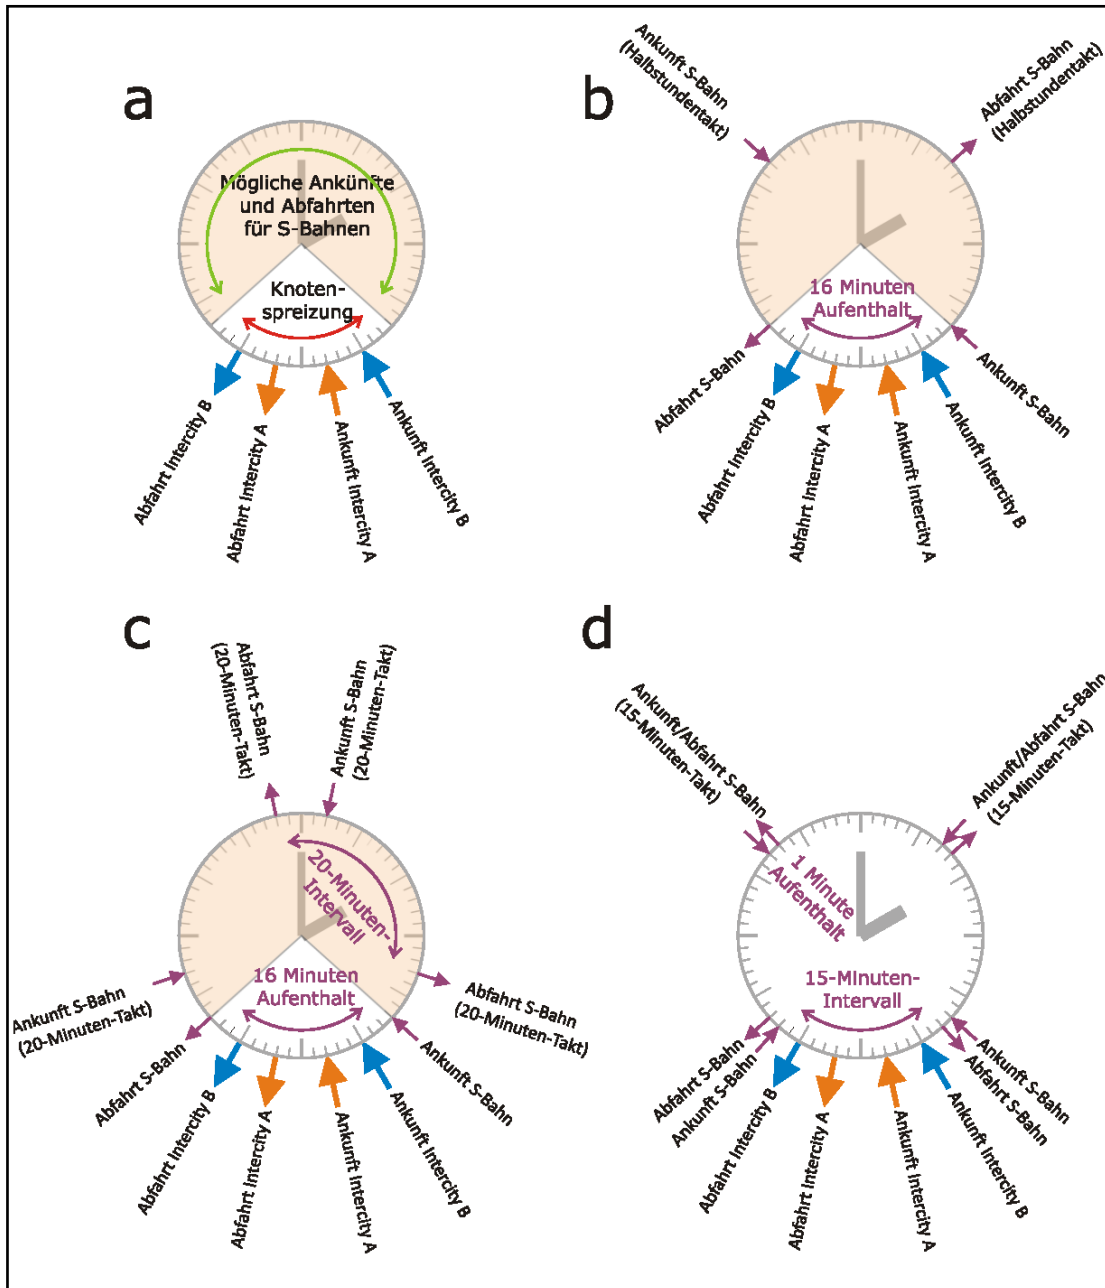 a
Mögliche Ankünfte
und Abfahrten
für S-Bahnen
Knoten-
spreizung
Abfahrt Intercity B
Abfahrt Intercity A
Ankunft Intercity A
Ankunft Intercity B
b
Ankunft S-Bahn
(Halbstundentakt)
Abfahrt S-Bahn
(Halbstundentakt)
16 Minuten
Aufenthalt
Abfahrt S-Bahn
Abfahrt Intercity B
Abfahrt Intercity A
Ankunft Intercity A
Ankunft Intercity B
Ankunft S-Bahn
c
Abfahrt S-Bahn
(20-Minuten-Takt)
Ankunft S-Bahn
(20-Minuten-Takt)
20-Minuten-
Intervall
16 Minuten
Aufenthalt
Ankunft S-Bahn
(20-Minuten-Takt)
Abfahrt S-Bahn
(20-Minuten-Takt)
Abfahrt S-Bahn
Abfahrt Intercity B
Abfahrt Intercity A
Ankunft Intercity A
Ankunft Intercity B
Ankunft S-Bahn
d
Ankunft/Abfahrt S-Bahn
(15-Minuten-Takt)
Ankunft/Abfahrt S-Bahn
(15-Minuten-Takt)
1 Minute
Aufenthalt
15-Minuten-
Intervall
Abfahrt S-Bahn
Ankunft S-Bahn
Abfahrt Intercity B
Abfahrt Intercity A
Ankunft Intercity A
Ankunft Intercity B
Abfahrt S-Bahn
Ankunft S-Bahn